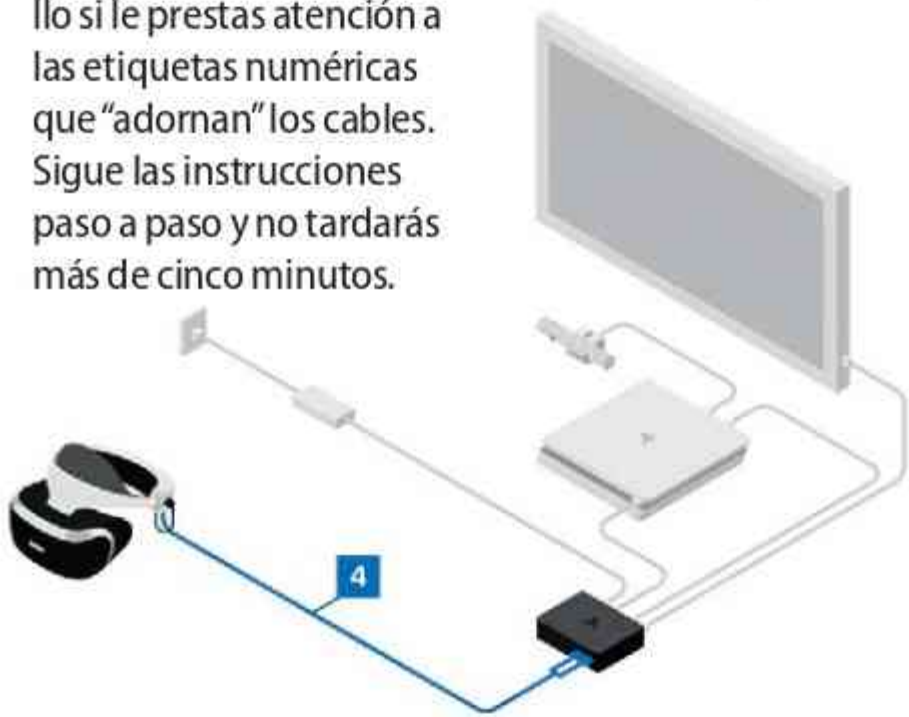 llo si le prestas atención a
las etiquetas numéricas
que “adornan” los cables.
Sigue las instrucciones
paso a paso y no tardarás
más de cinco minutos.
4